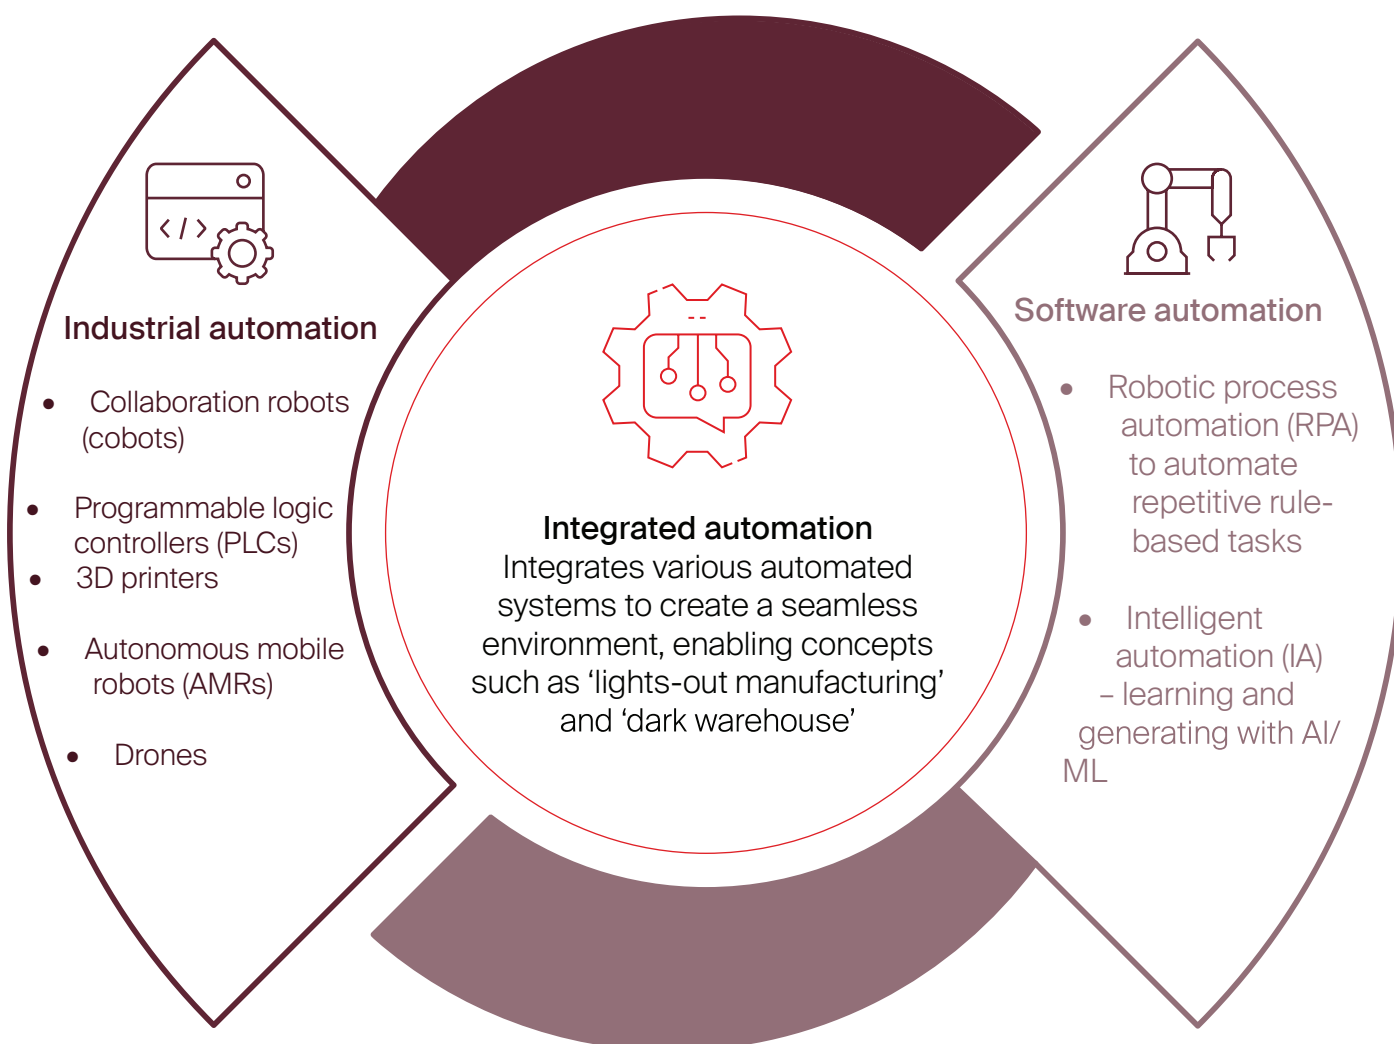 Industrial automation
• Collaboration robots
(cobots)
• Programmable logic
controllers (PLCs)
• 3D printers
• Autonomous mobile
robots (AMRs)
• Drones
</>
Integrated automation
Integrates various automated
systems to create a seamless
environment, enabling concepts
such as ‘lights-out manufacturing’
and ‘dark warehouse’
Software automation
• Robotic process
automation (RPA)
to automate
repetitive rule-
based tasks
• Intelligent
automation (IA)
– learning and
generating with AI/
ML